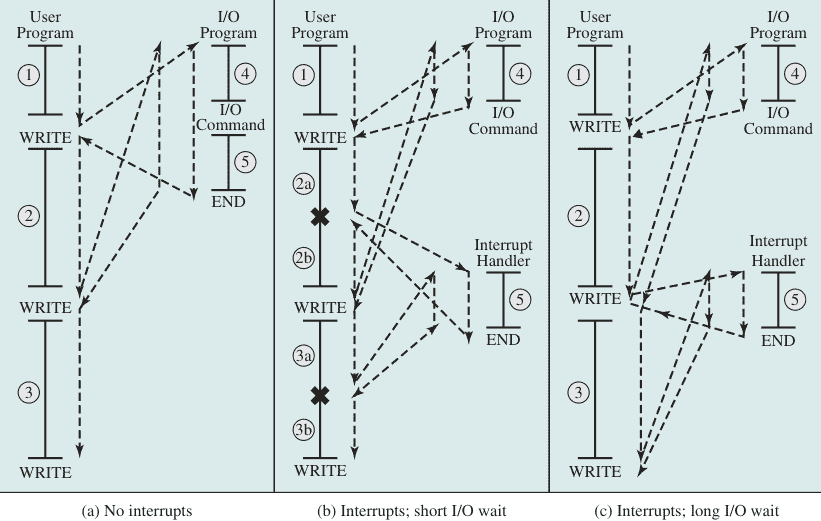 User
Program
I/O
Program
1
4
I/O
Command
WRITE
5
END
2
WRITE
3
WRITE
(a) No interrupts
User
Program
I/O
Program
1
4
I/O
Command
WRITE
2a
2b
Interrupt
Handler
5
END
WRITE
3a
3b
WRITE
(b) Interrupts; short I/O wait
User
Program
I/O
Program
1
4
I/O
Command
WRITE
2
Interrupt
Handler
5
END
WRITE
3
WRITE
(c) Interrupts; long I/O wait